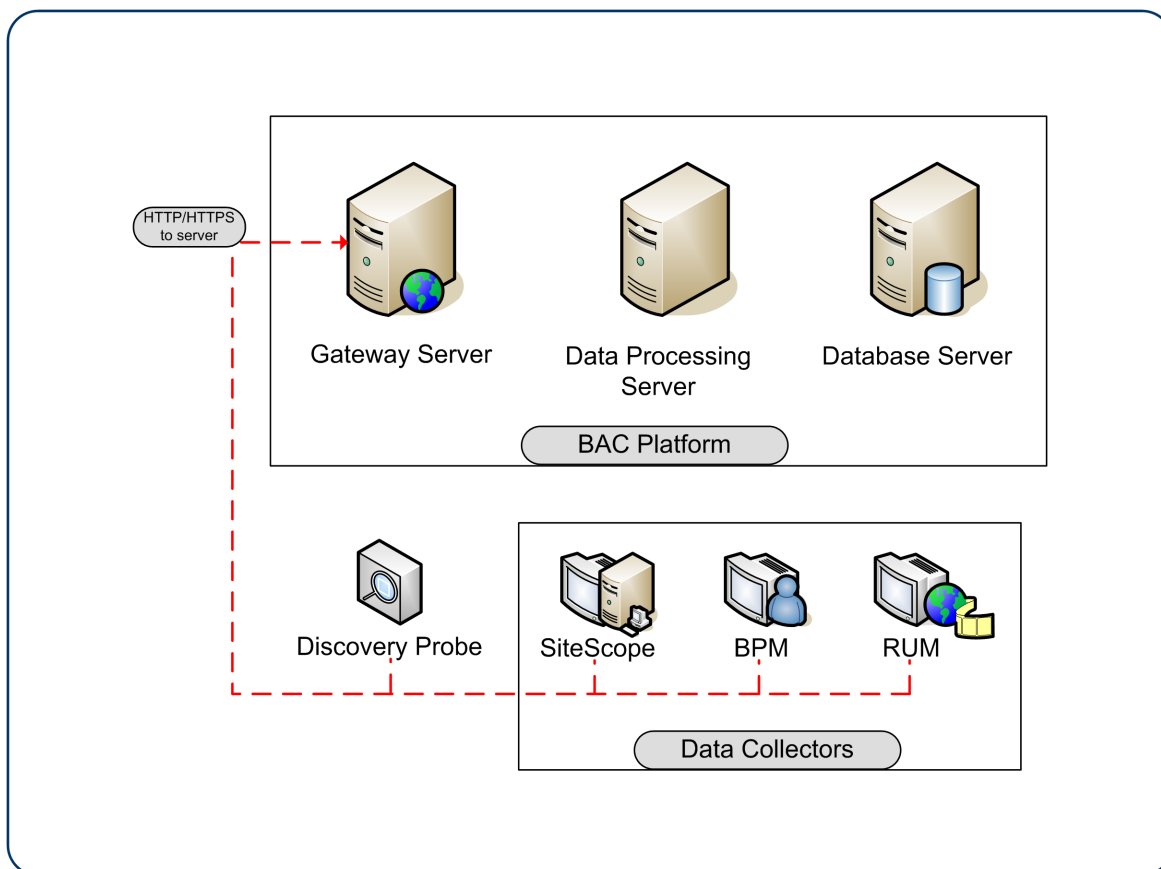 HTTP/HTTPS
to server
Gateway Server
Data Processing
Server
Database Server
BAC Platform
Discovery Probe
SiteScope
BPM
RUM
Data Collectors